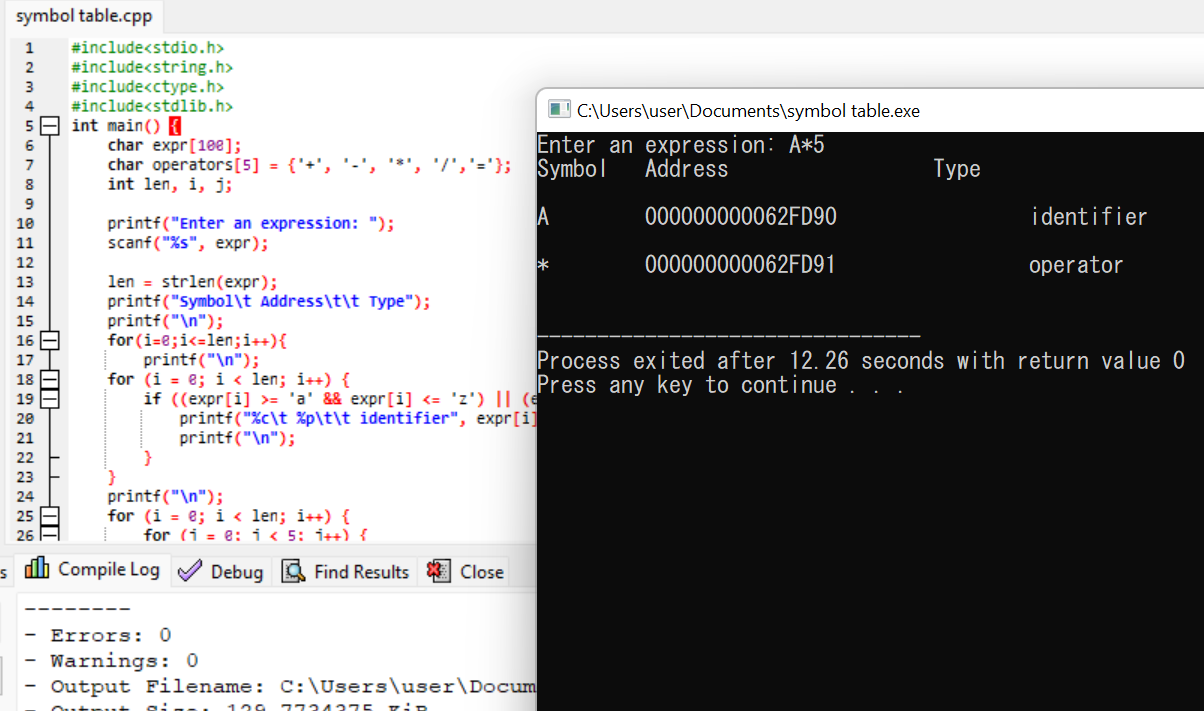 symbol table.cpp
1 #include<stdio.h>
2 #include<string.h>
3 #include<ctype.h>
4 #include<stdlib.h>
5 int main() {
6 char expr[100];
7 char operators[5] = {'+', '-', '*', '/','='};
8 int len, i, j;
9
10 printf("Enter an expression: ");
11 scanf("%s", expr);
12
13 len = strlen(expr);
14 printf("Symbol\t Address\t\t Type");
15 printf("\n");
16 for(i=0;i<=len;i++){
17 printf("\n");
18 for (i = 0; i < len; i++) {
19 if ((expr[i] >= 'a' && expr[i] <= 'z') || (
20 printf("%c\t %p\t\t identifier", expr[i]
21 printf("\n");
22 }
23 }
24 printf("\n");
25 for (i = 0; i < len; i++) {
26 for (j = 0; j < 5; j++) {
C:\Users\user\Documents\symbol table.exe
Enter an expression: A*5
Symbol Address Type
A 000000000062FD90 identifier
* 000000000062FD91 operator
--------------------------------
Process exited after 12.26 seconds with return value 0
Press any key to continue . . .
s Compile Log Debug Find Results Close
--------
- Errors: 0
- Warnings: 0
- Output Filename: C:\Users\user\Docum
- Output Size: 129.7734375 KiB